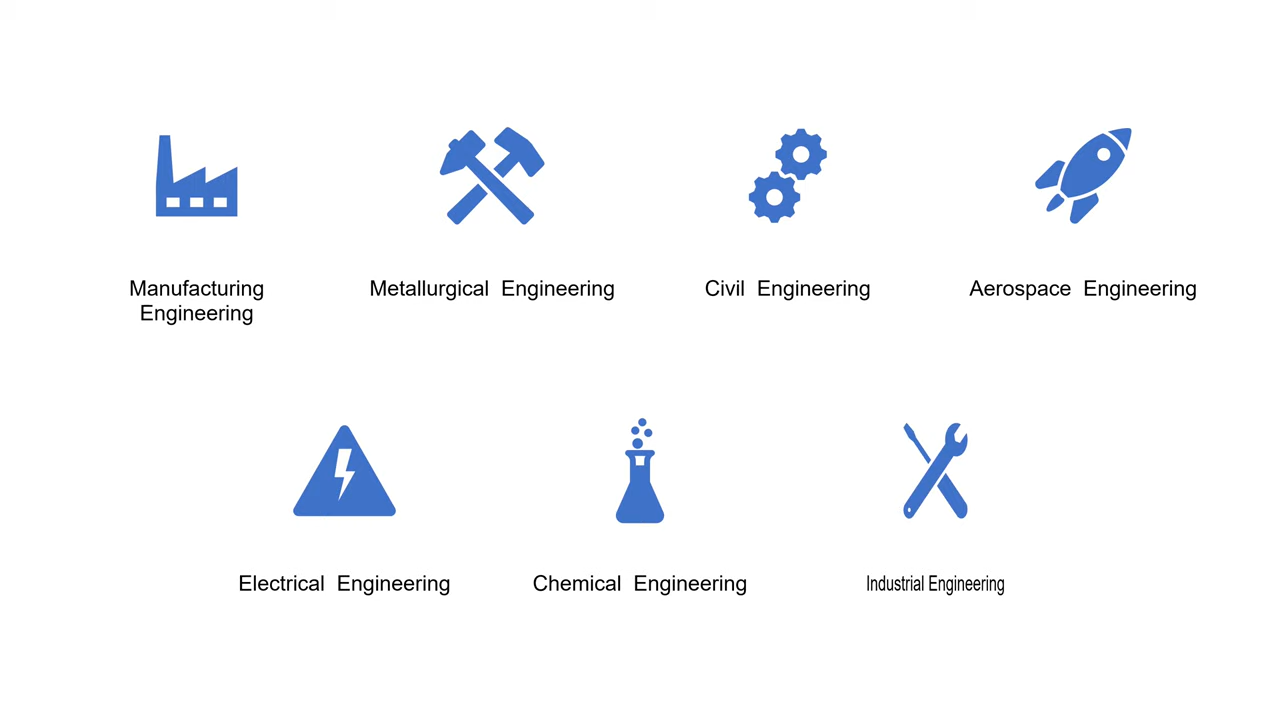 Manufacturing
Engineering
Metallurgical Engineering
Civil Engineering
Aerospace Engineering
Electrical Engineering
Chemical Engineering
Industrial Engineering